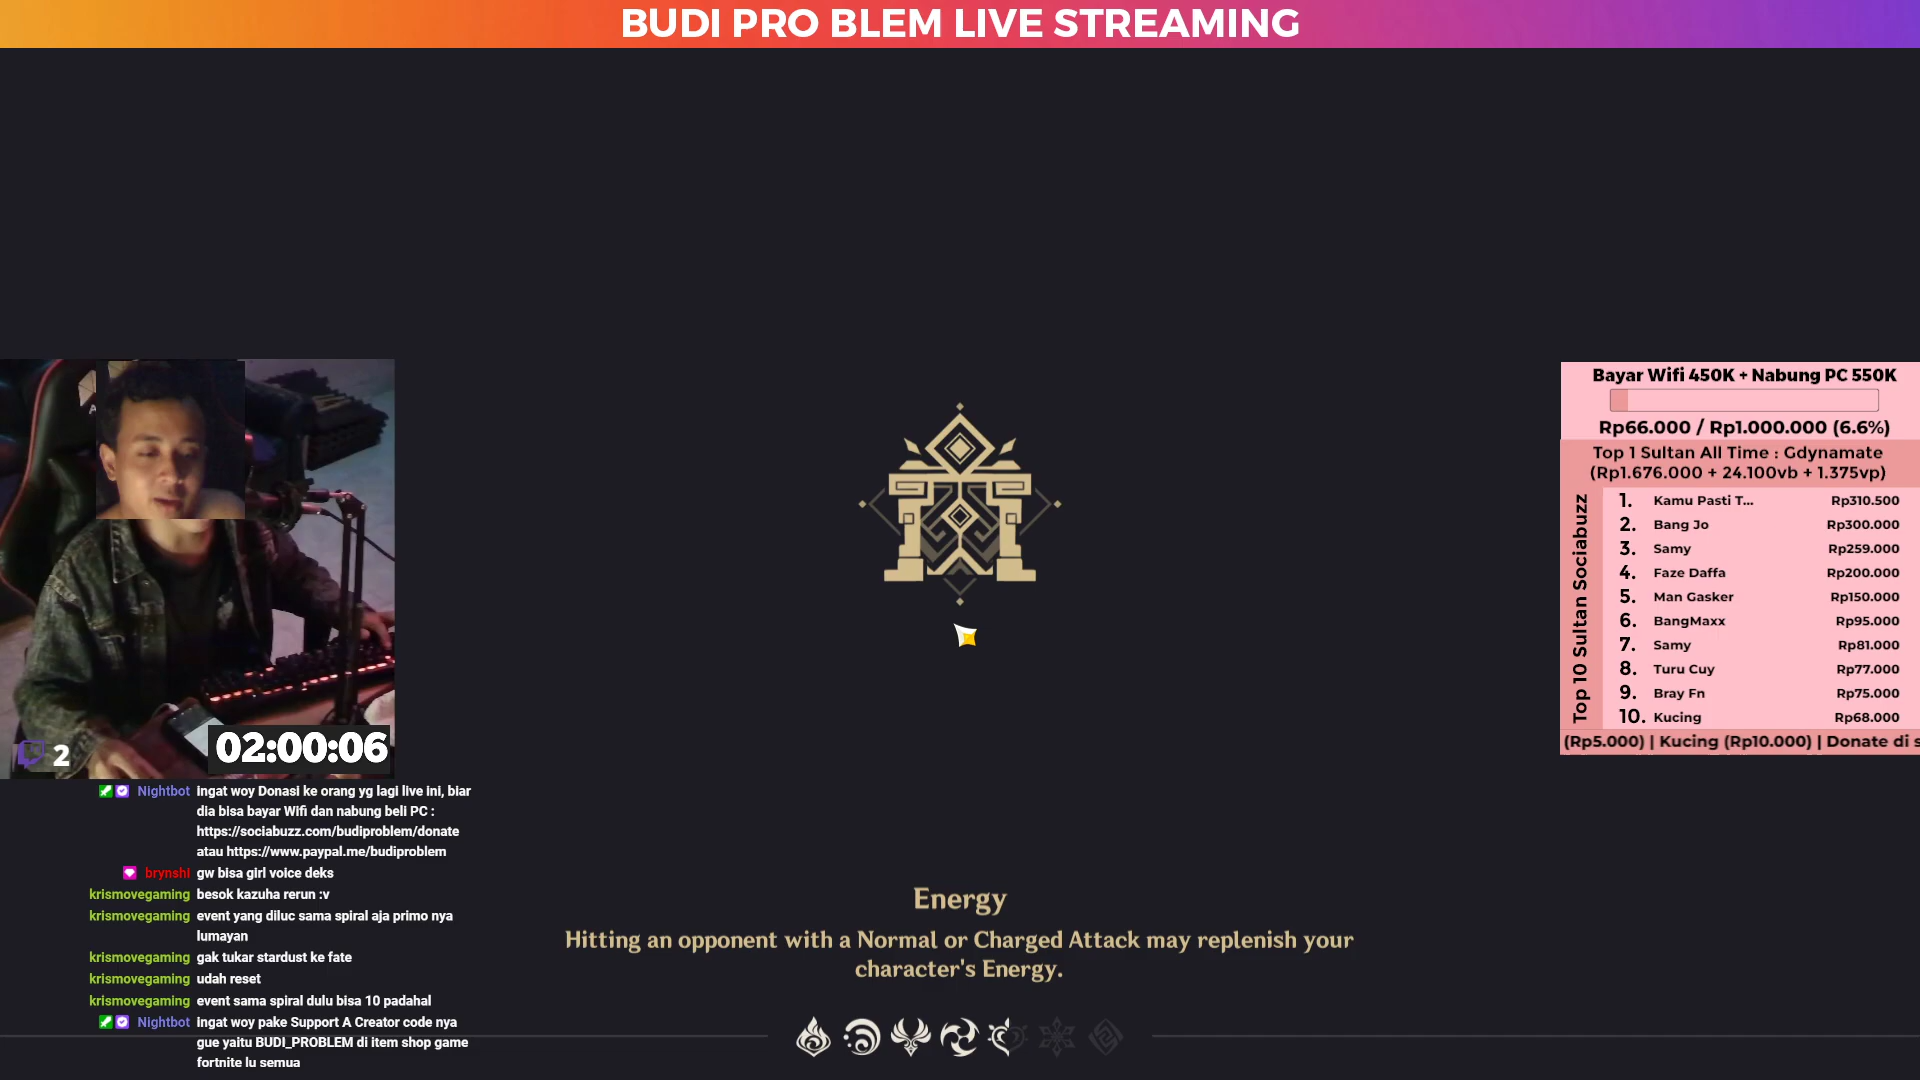 BUDI PRO BLEM LIVE STREAMING
Bayar Wifi 450K + Nabung PC 550K
Rp66.000 / Rp1.000.000 (6.6%)
Top 1 Sultan All Time : Gdynamate
(Rp1.676.000 + 24.100vb + 1.375vp)
Top 10 Sultan Sociabuzz
1. Kamu Pasti T... Rp310.500
2. Bang Jo Rp300.000
3. Samy Rp259.000
4. Faze Daffa Rp200.000
5. Man Gasker Rp150.000
6. BangMaxx Rp95.000
7. Samy Rp81.000
8. Turu Cuy Rp77.000
9. Bray Fn Rp75.000
10. Kucing Rp68.000
(Rp5.000) | Kucing (Rp10.000) | Donate di s
2
02:00:06
Nightbot ingat woy Donasi ke orang yg lagi live ini, biar
dia bisa bayar Wifi dan nabung beli PC :
https://sociabuzz.com/budiproblem/donate
atau https://www.paypal.me/budiproblem
brynshi gw bisa girl voice deks
krismovegaming besok kazuha rerun :v
krismovegaming event yang diluc sama spiral aja primo nya
lumayan
krismovegaming gak tukar stardust ke fate
krismovegaming udah reset
krismovegaming event sama spiral dulu bisa 10 padahal
Nightbot ingat woy pake Support A Creator code nya
gue yaitu BUDI_PROBLEM di item shop game
fortnite lu semua
Energy
Hitting an opponent with a Normal or Charged Attack may replenish your
character's Energy.